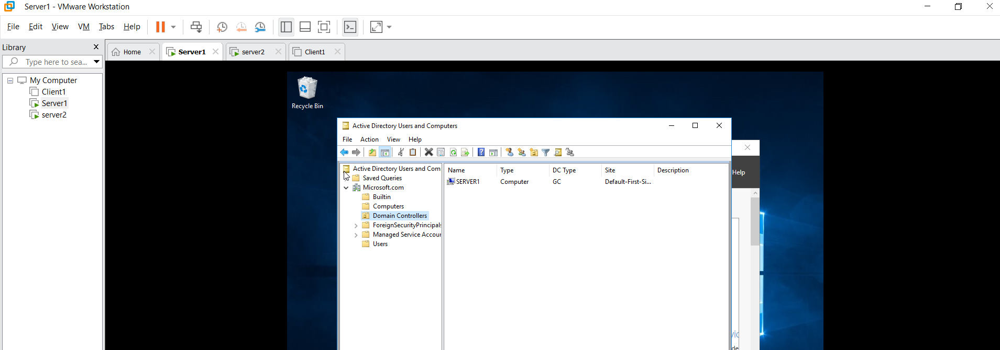 Server1 - VMware Workstation
File Edit View VM Tabs Help
Library
Home Server1 server2 Client1
Type here to sea...
My Computer
Client1
Server1
server2
Recycle Bin
Active Directory Users and Computers
File Action View Help
Help
Active Directory Users and Com
Saved Queries
Microsoft.com
Builtin
Computers
Domain Controllers
ForeignSecurityPrincipals
Managed Service Accour
Users
Name Type DC Type Site Description
SERVER1 Computer GC Default-First-Si...